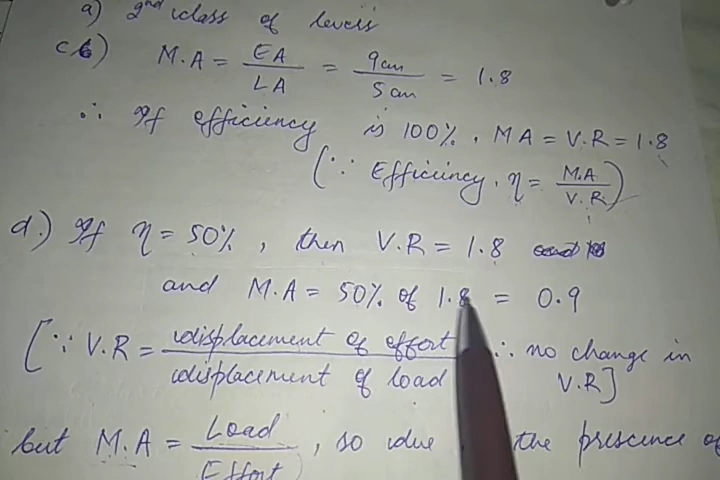 a) 2nd class of levers
c b) M.A = EA / LA = 9cm / 5cm = 1.8
∴ If efficiency is 100%, MA = V.R = 1.8
(∵ Efficiency, η = M.A / V.R.)
d.) If η = 50%, then V.R = 1.8
and M.A = 50% of 1.8 = 0.9
[∵ V.R = displacement of effort / displacement of load ∴ no change in V.R]
but M.A = Load / Effort, so due the presence of